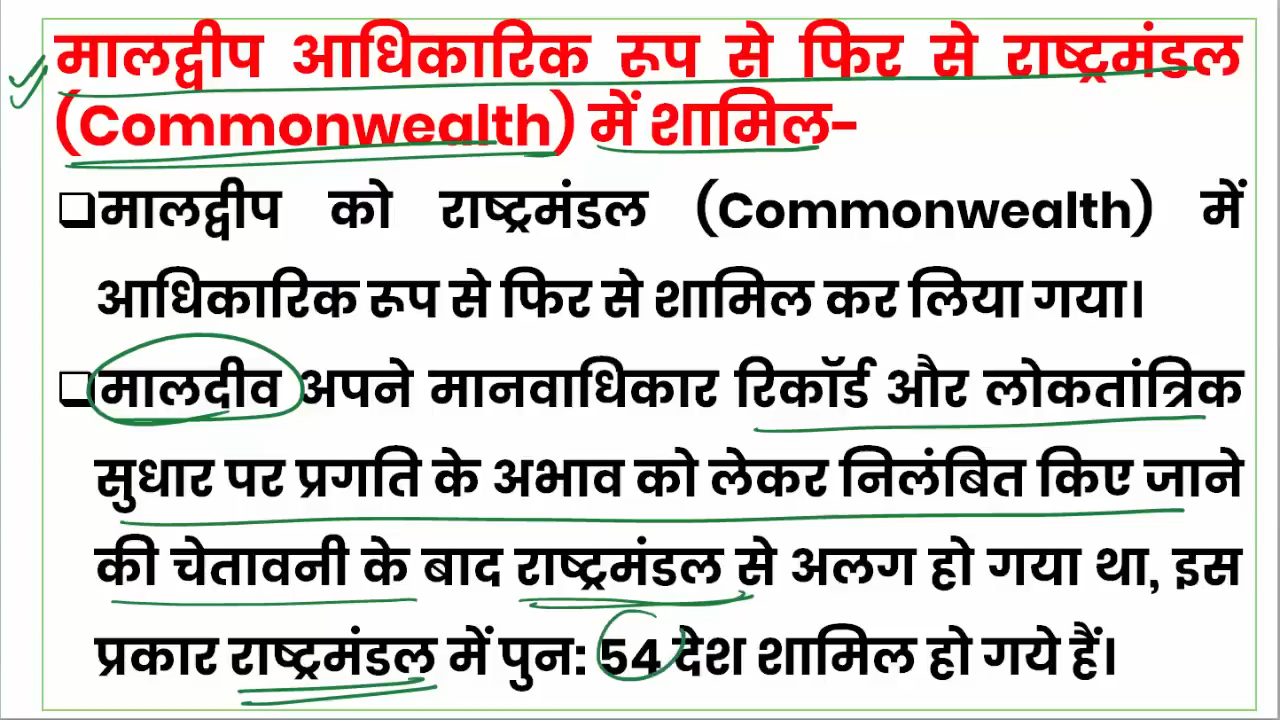 मालद्वीप आधिकारिक रूप से फिर से राष्ट्रमंडल
(Commonwealth) में शामिल-
❑मालद्वीप को राष्ट्रमंडल (Commonwealth) में
आधिकारिक रूप से फिर से शामिल कर लिया गया।
❑मालदीव अपने मानवाधिकार रिकॉर्ड और लोकतांत्रिक
सुधार पर प्रगति के अभाव को लेकर निलंबित किए जाने
की चेतावनी के बाद राष्ट्रमंडल से अलग हो गया था, इस
प्रकार राष्ट्रमंडल में पुन: 54 देश शामिल हो गये हैं।